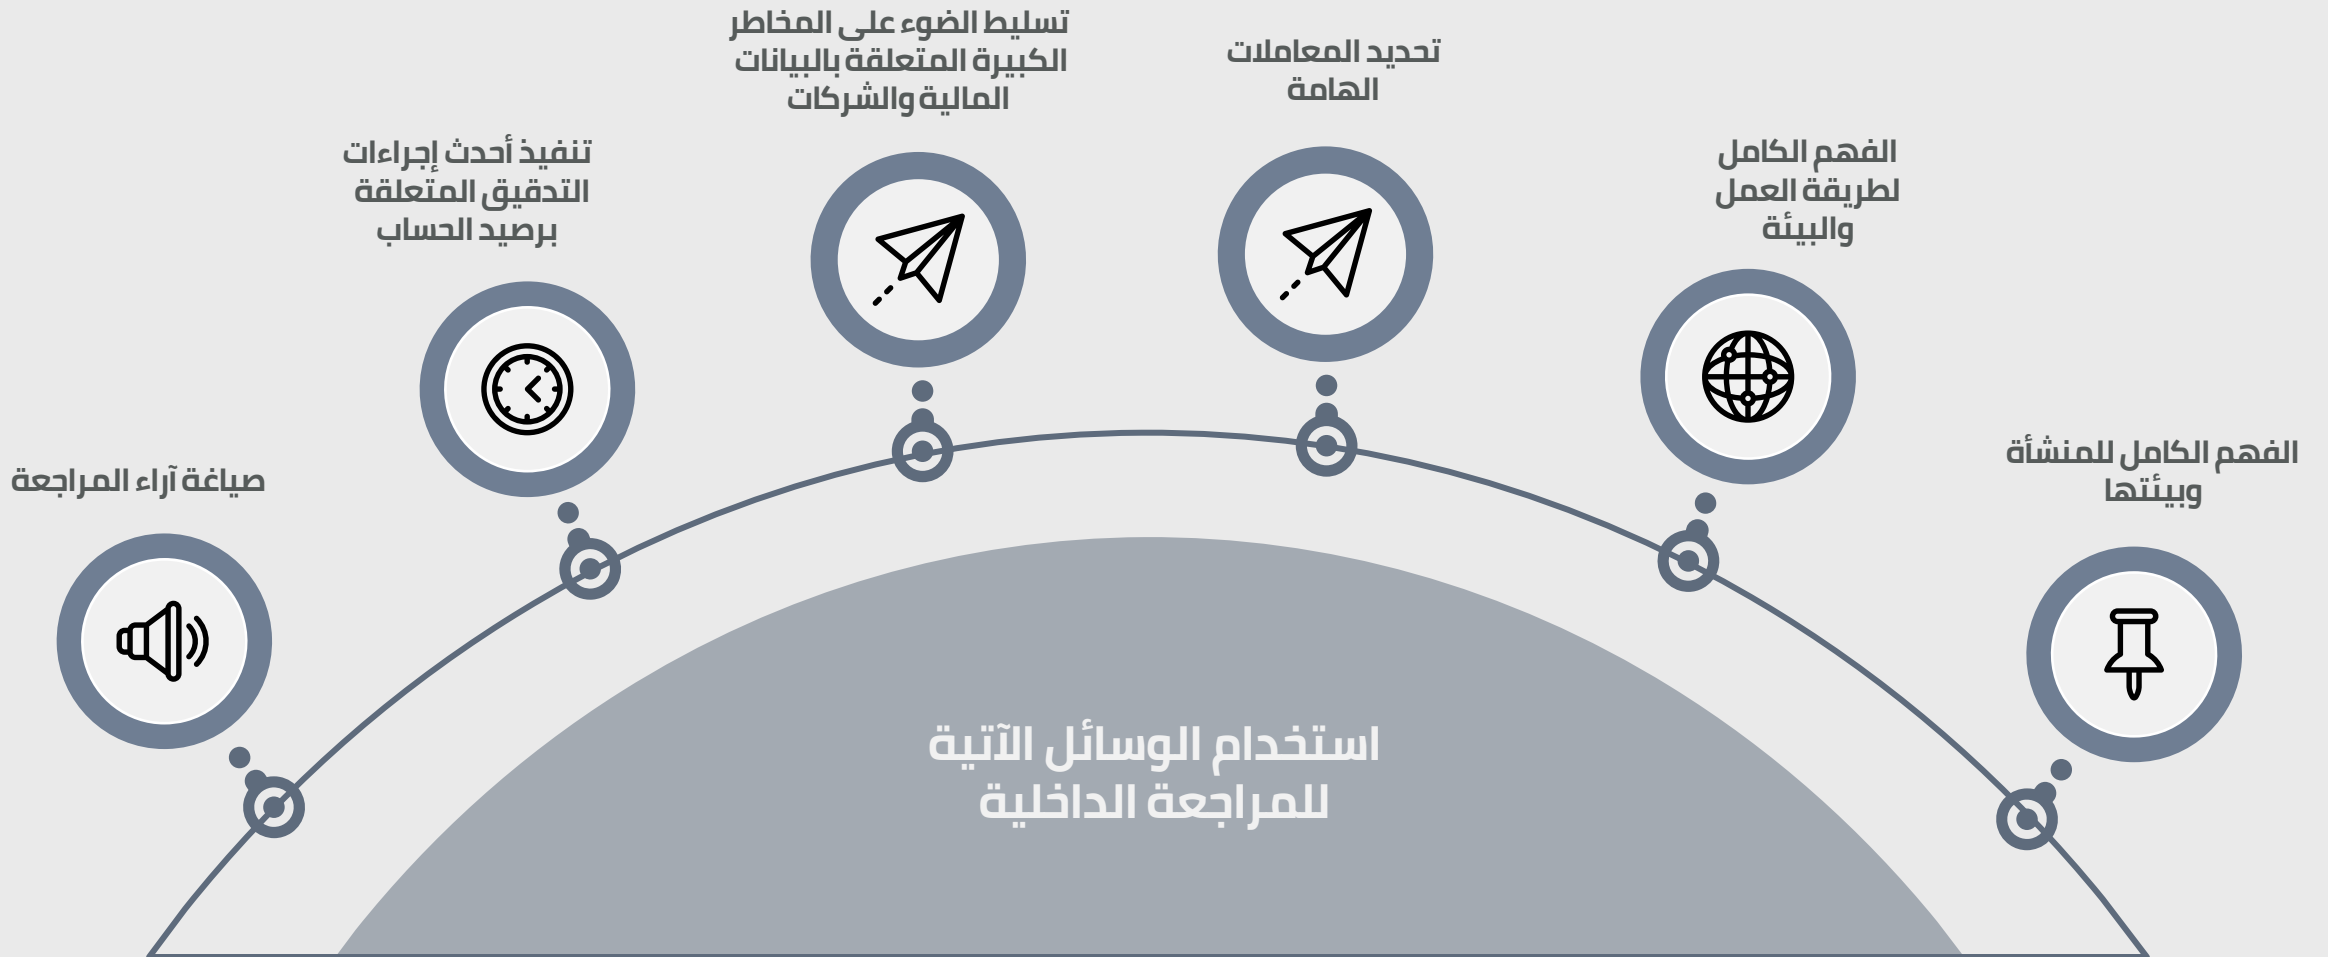 الفهم الكامل للمنشأة
وبيئتها
الفهم الكامل
لطريقة العمل
والبيئة
تحديد المعاملات
الهامة
تسليط الضوء على المخاطر
الكبيرة المتعلقة بالبيانات
المالية والشركات
تنفيذ أحدث إجراءات
التدقيق المتعلقة
برصيد الحساب
صياغة آراء المراجعة
استخدام الوسائل الآتية
للمراجعة الداخلية